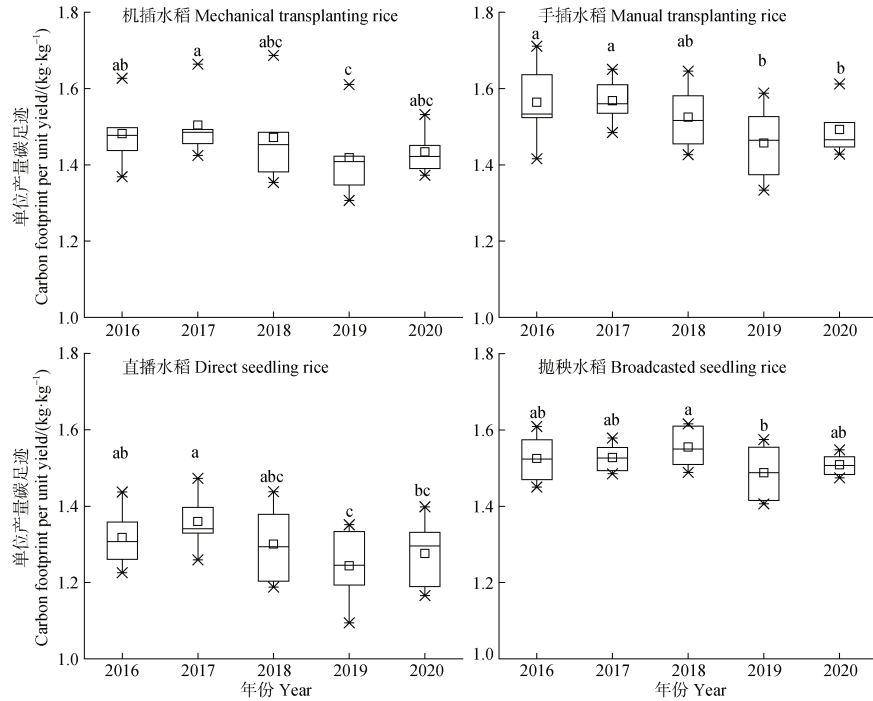 机插水稻 Mechanical transplanting rice
单位产量碳足迹
Carbon footprint per unit yield/(kg·kg⁻¹)
1.8
1.6
1.4
1.2
1.0
ab
a
abc
c
abc
2016
2017
2018
2019
2020
手插水稻 Manual transplanting rice
1.8
1.6
1.4
1.2
1.0
a
a
ab
b
b
2016
2017
2018
2019
2020
直播水稻 Direct seedling rice
单位产量碳足迹
Carbon footprint per unit yield/(kg·kg⁻¹)
1.8
1.6
1.4
1.2
1.0
ab
a
abc
c
bc
2016
2017
2018
2019
2020
年份 Year
抛秧水稻 Broadcasted seedling rice
1.8
1.6
1.4
1.2
1.0
ab
ab
a
b
ab
2016
2017
2018
2019
2020
年份 Year